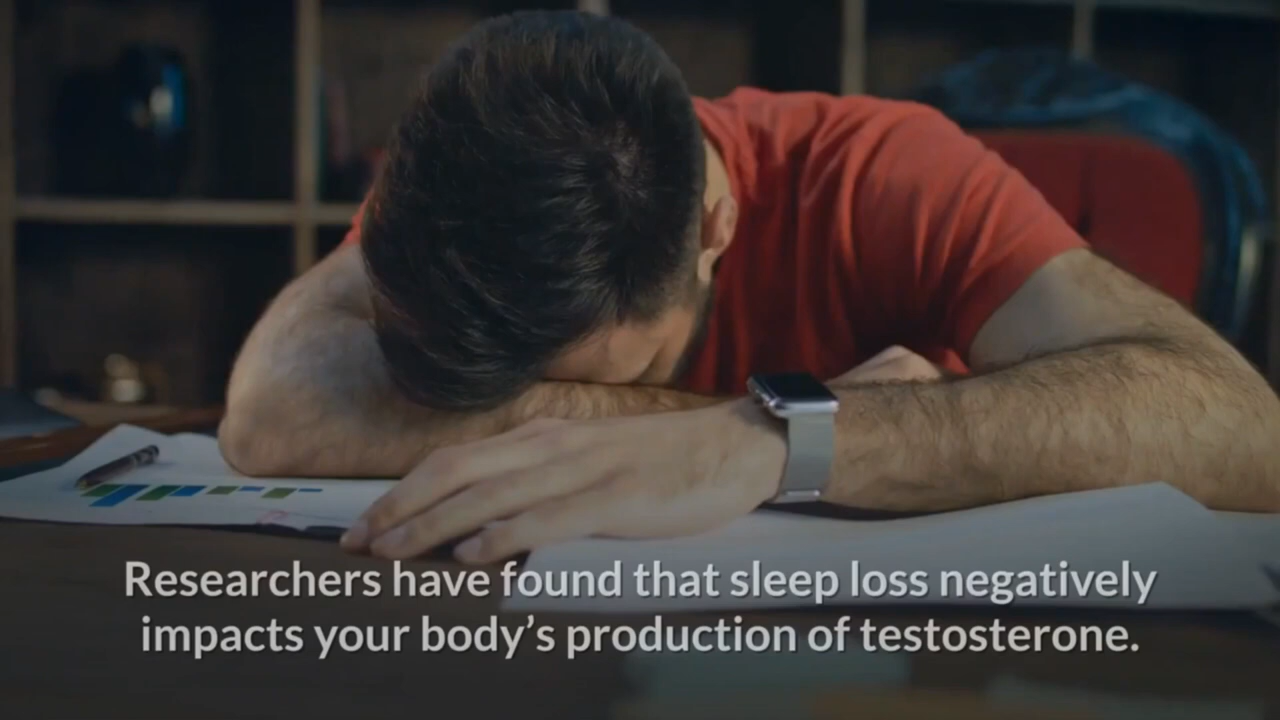 Researchers have found that sleep loss negatively
impacts your body’s production of testosterone.